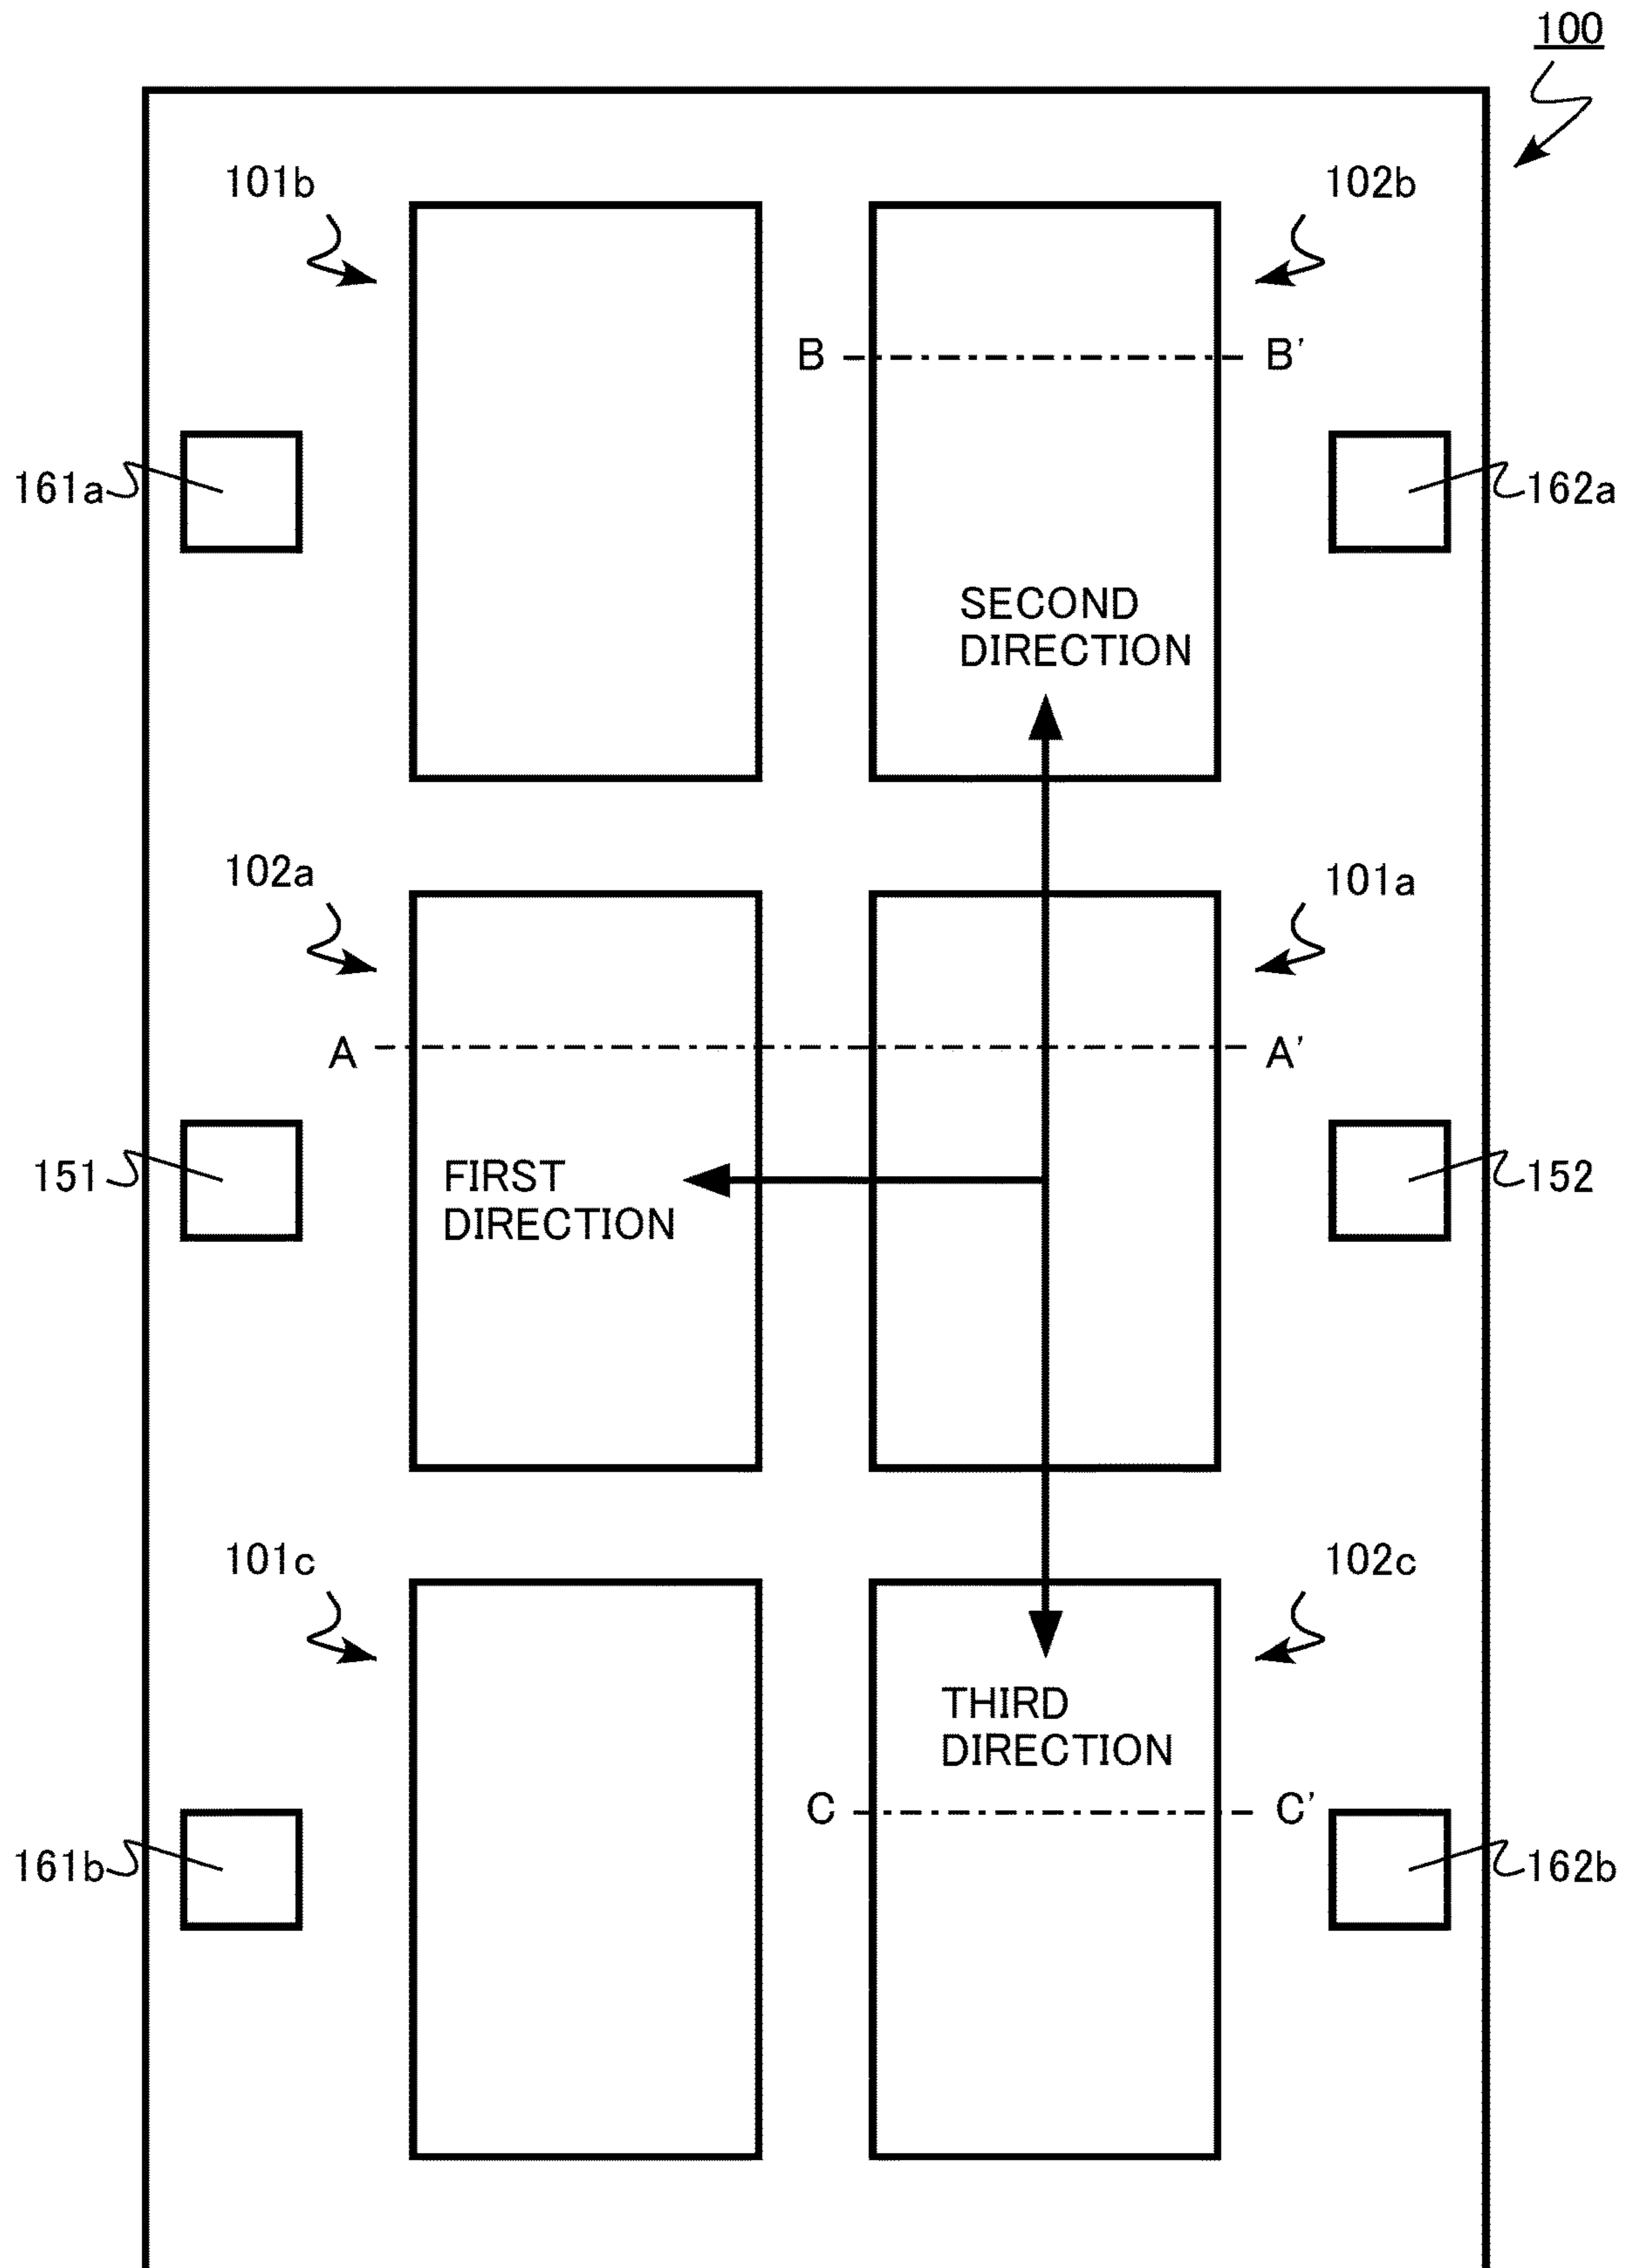 100
101b
102b
B
B'
161a
162a
SECOND
DIRECTION
102a
101a
A
A'
151
FIRST
DIRECTION
152
101c
102c
THIRD
DIRECTION
C
C'
161b
162b